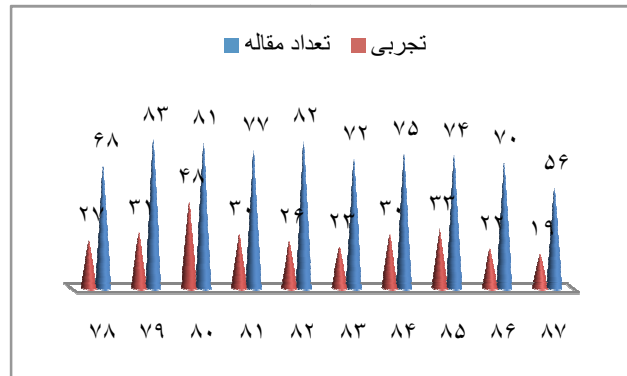 تعداد مقاله تجربی
۶۸ ۸۳ ۸۱ ۷۷ ۸۲ ۷۲ ۷۵ ۷۴ ۷۰ ۵۶
۲۷ ۳۱ ۴۸ ۳۰ ۲۶ ۲۳ ۳۰ ۳۳ ۲۲ ۱۹
۷۸ ۷۹ ۸۰ ۸۱ ۸۲ ۸۳ ۸۴ ۸۵ ۸۶ ۸۷